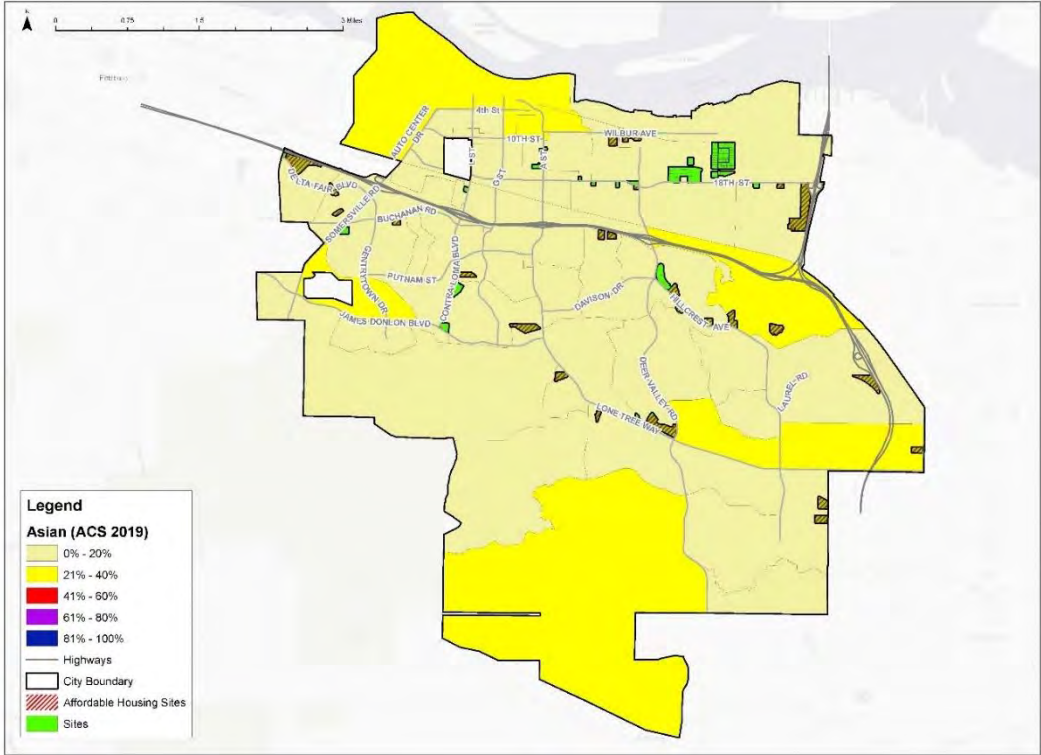 N
0 0.75 1.5 3 Miles
4th St
AUTO CENTER DR
10TH ST
WILBUR AVE
L ST
A ST
18TH ST
DELTA FAIR BLVD
SOMERSVILLE RD
BUCHANAN RD
GENTRYTOWN DR
PUTNAM ST
CONTRA LOMA BLVD
DAVISON DR
HILLCREST AVE
JAMES DONLON BLVD
DEER VALLEY RD
LAUREL RD
LONE TREE WAY
Legend
Asian (ACS 2019)
0% - 20%
21% - 40%
41% - 60%
61% - 80%
81% - 100%
Highways
City Boundary
Affordable Housing Sites
Sites